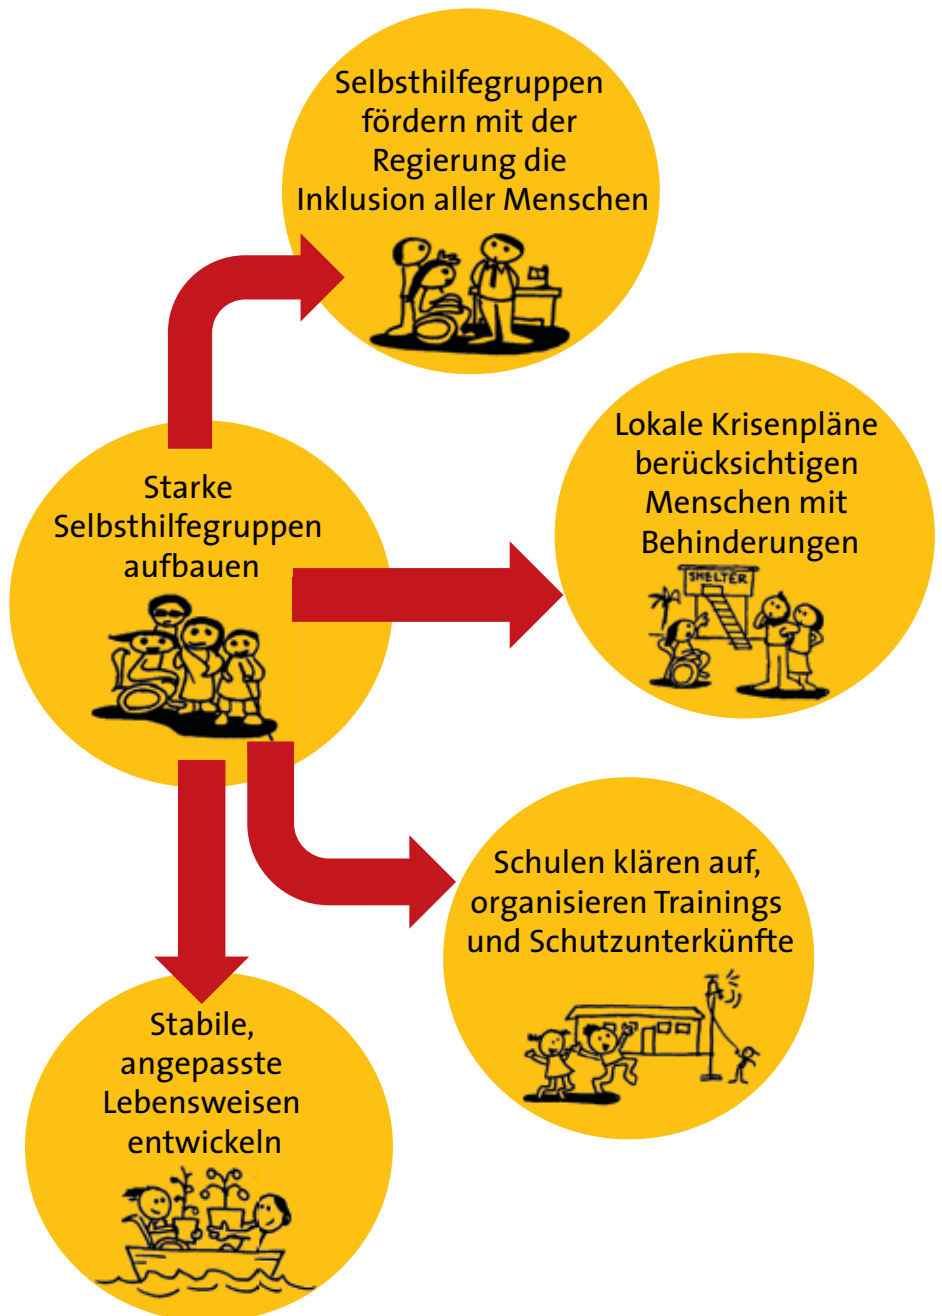 Selbsthilfegruppen
fördern mit der
Regierung die
Inklusion aller Menschen
Lokale Krisenpläne
berücksichtigen
Menschen mit
Behinderungen
SHELTER
Starke
Selbsthilfegruppen
aufbauen
Schulen klären auf,
organisieren Trainings
und Schutzunterkünfte
Stabile,
angepasste
Lebensweisen
entwickeln